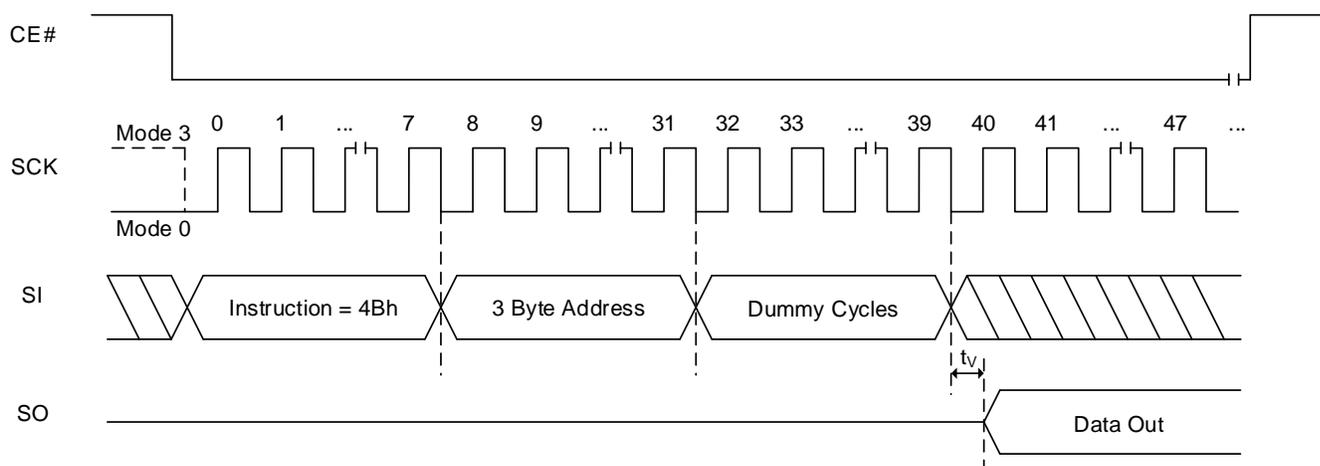 CE#
Mode 3 0 1 ... 7 8 9 ... 31 32 33 ... 39 40 41 ... 47 ...
SCK
Mode 0
SI Instruction = 4Bh 3 Byte Address Dummy Cycles
tV
SO Data Out